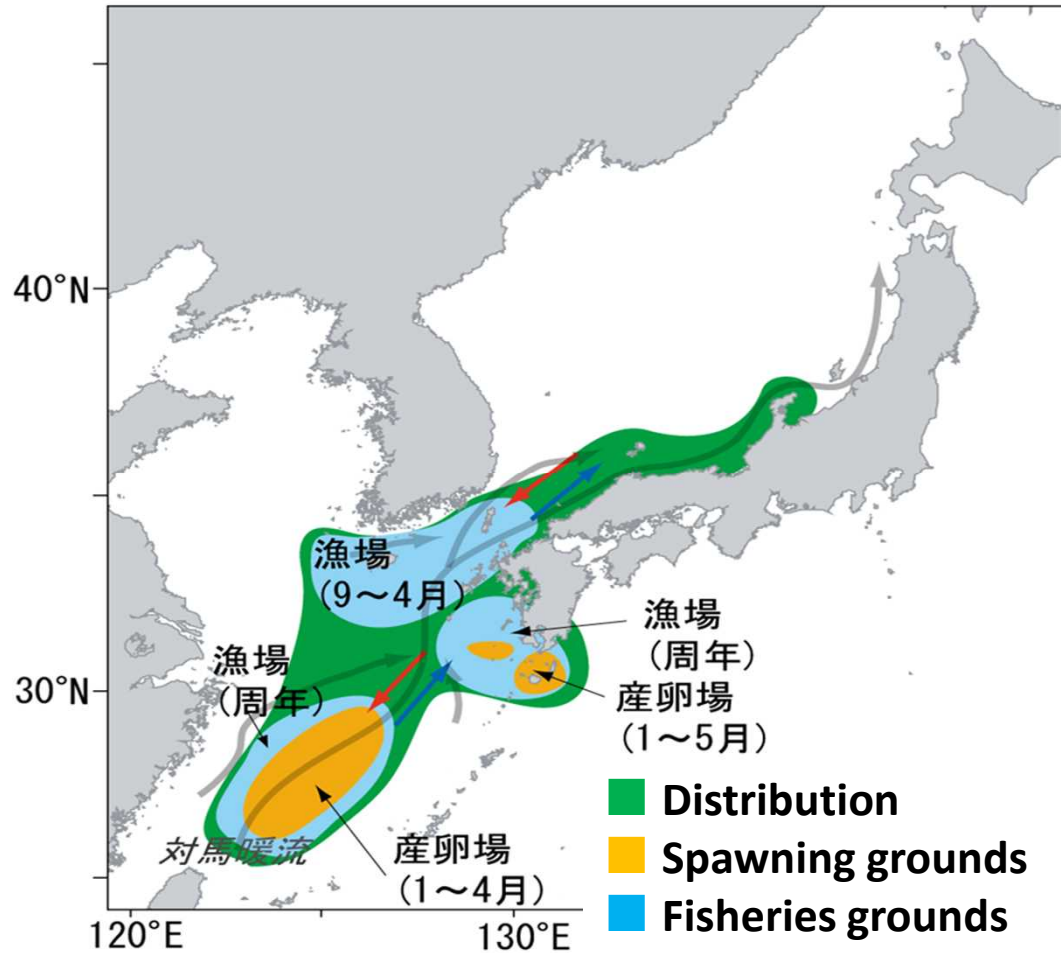 40°N
30°N
120°E
130°E
漁場
(9～4月)
漁場
(周年)
産卵場
(1～5月)
漁場
(周年)
産卵場
(1～4月)
対馬暖流
Distribution
Spawning grounds
Fisheries grounds